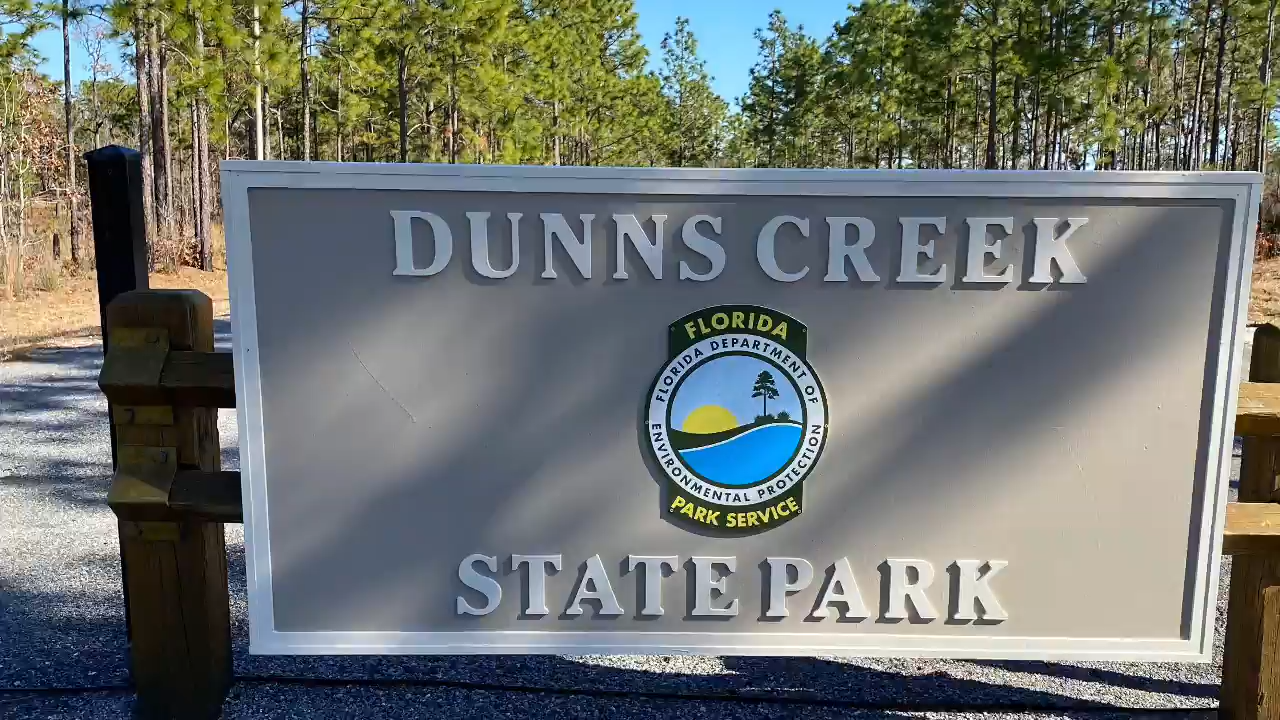 DUNNS CREEK
FLORIDA
FLORIDA DEPARTMENT OF
ENVIRONMENTAL PROTECTION
PARK SERVICE
STATE PARK